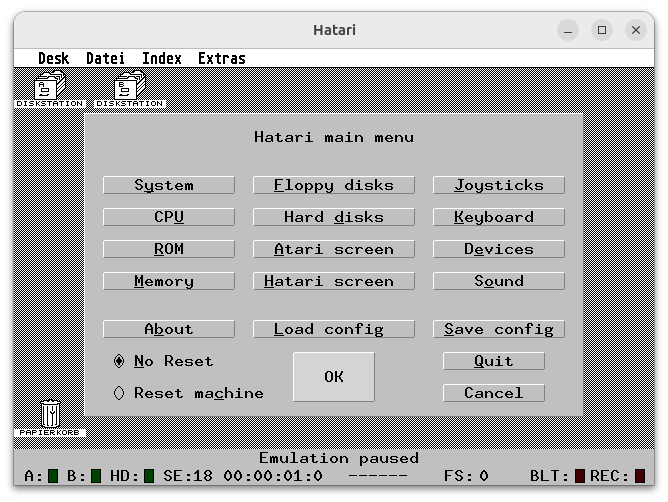 Hatari
Desk Datei Index Extras
DISKSTATION DISKSTATION
Hatari main menu
System Floppy disks Joysticks
CPU Hard disks Keyboard
ROM Atari screen Devices
Memory Hatari screen Sound
About Load config Save config
No Reset OK Quit
Reset machine Cancel
PAPIERKORB
Emulation paused
A: B: HD: SE:18 00:00:01:0 ------ FS: 0 BLT: REC: